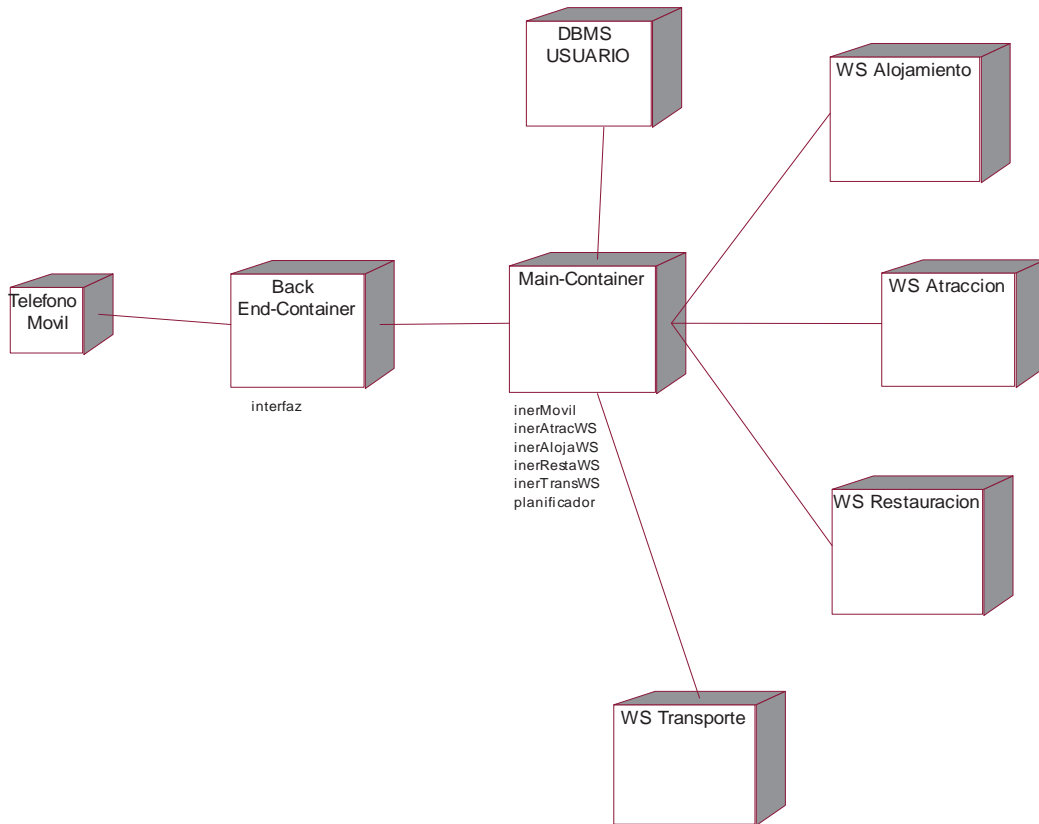 DBMS
USUARIO
WS Alojamiento
Telefono
Movil
Back
End-Container
interfaz
Main-Container
inerMovil
inerAtracWS
inerAlojaWS
inerRestaWS
inerTransWS
planificador
WS Atraccion
WS Restauracion
WS Transporte